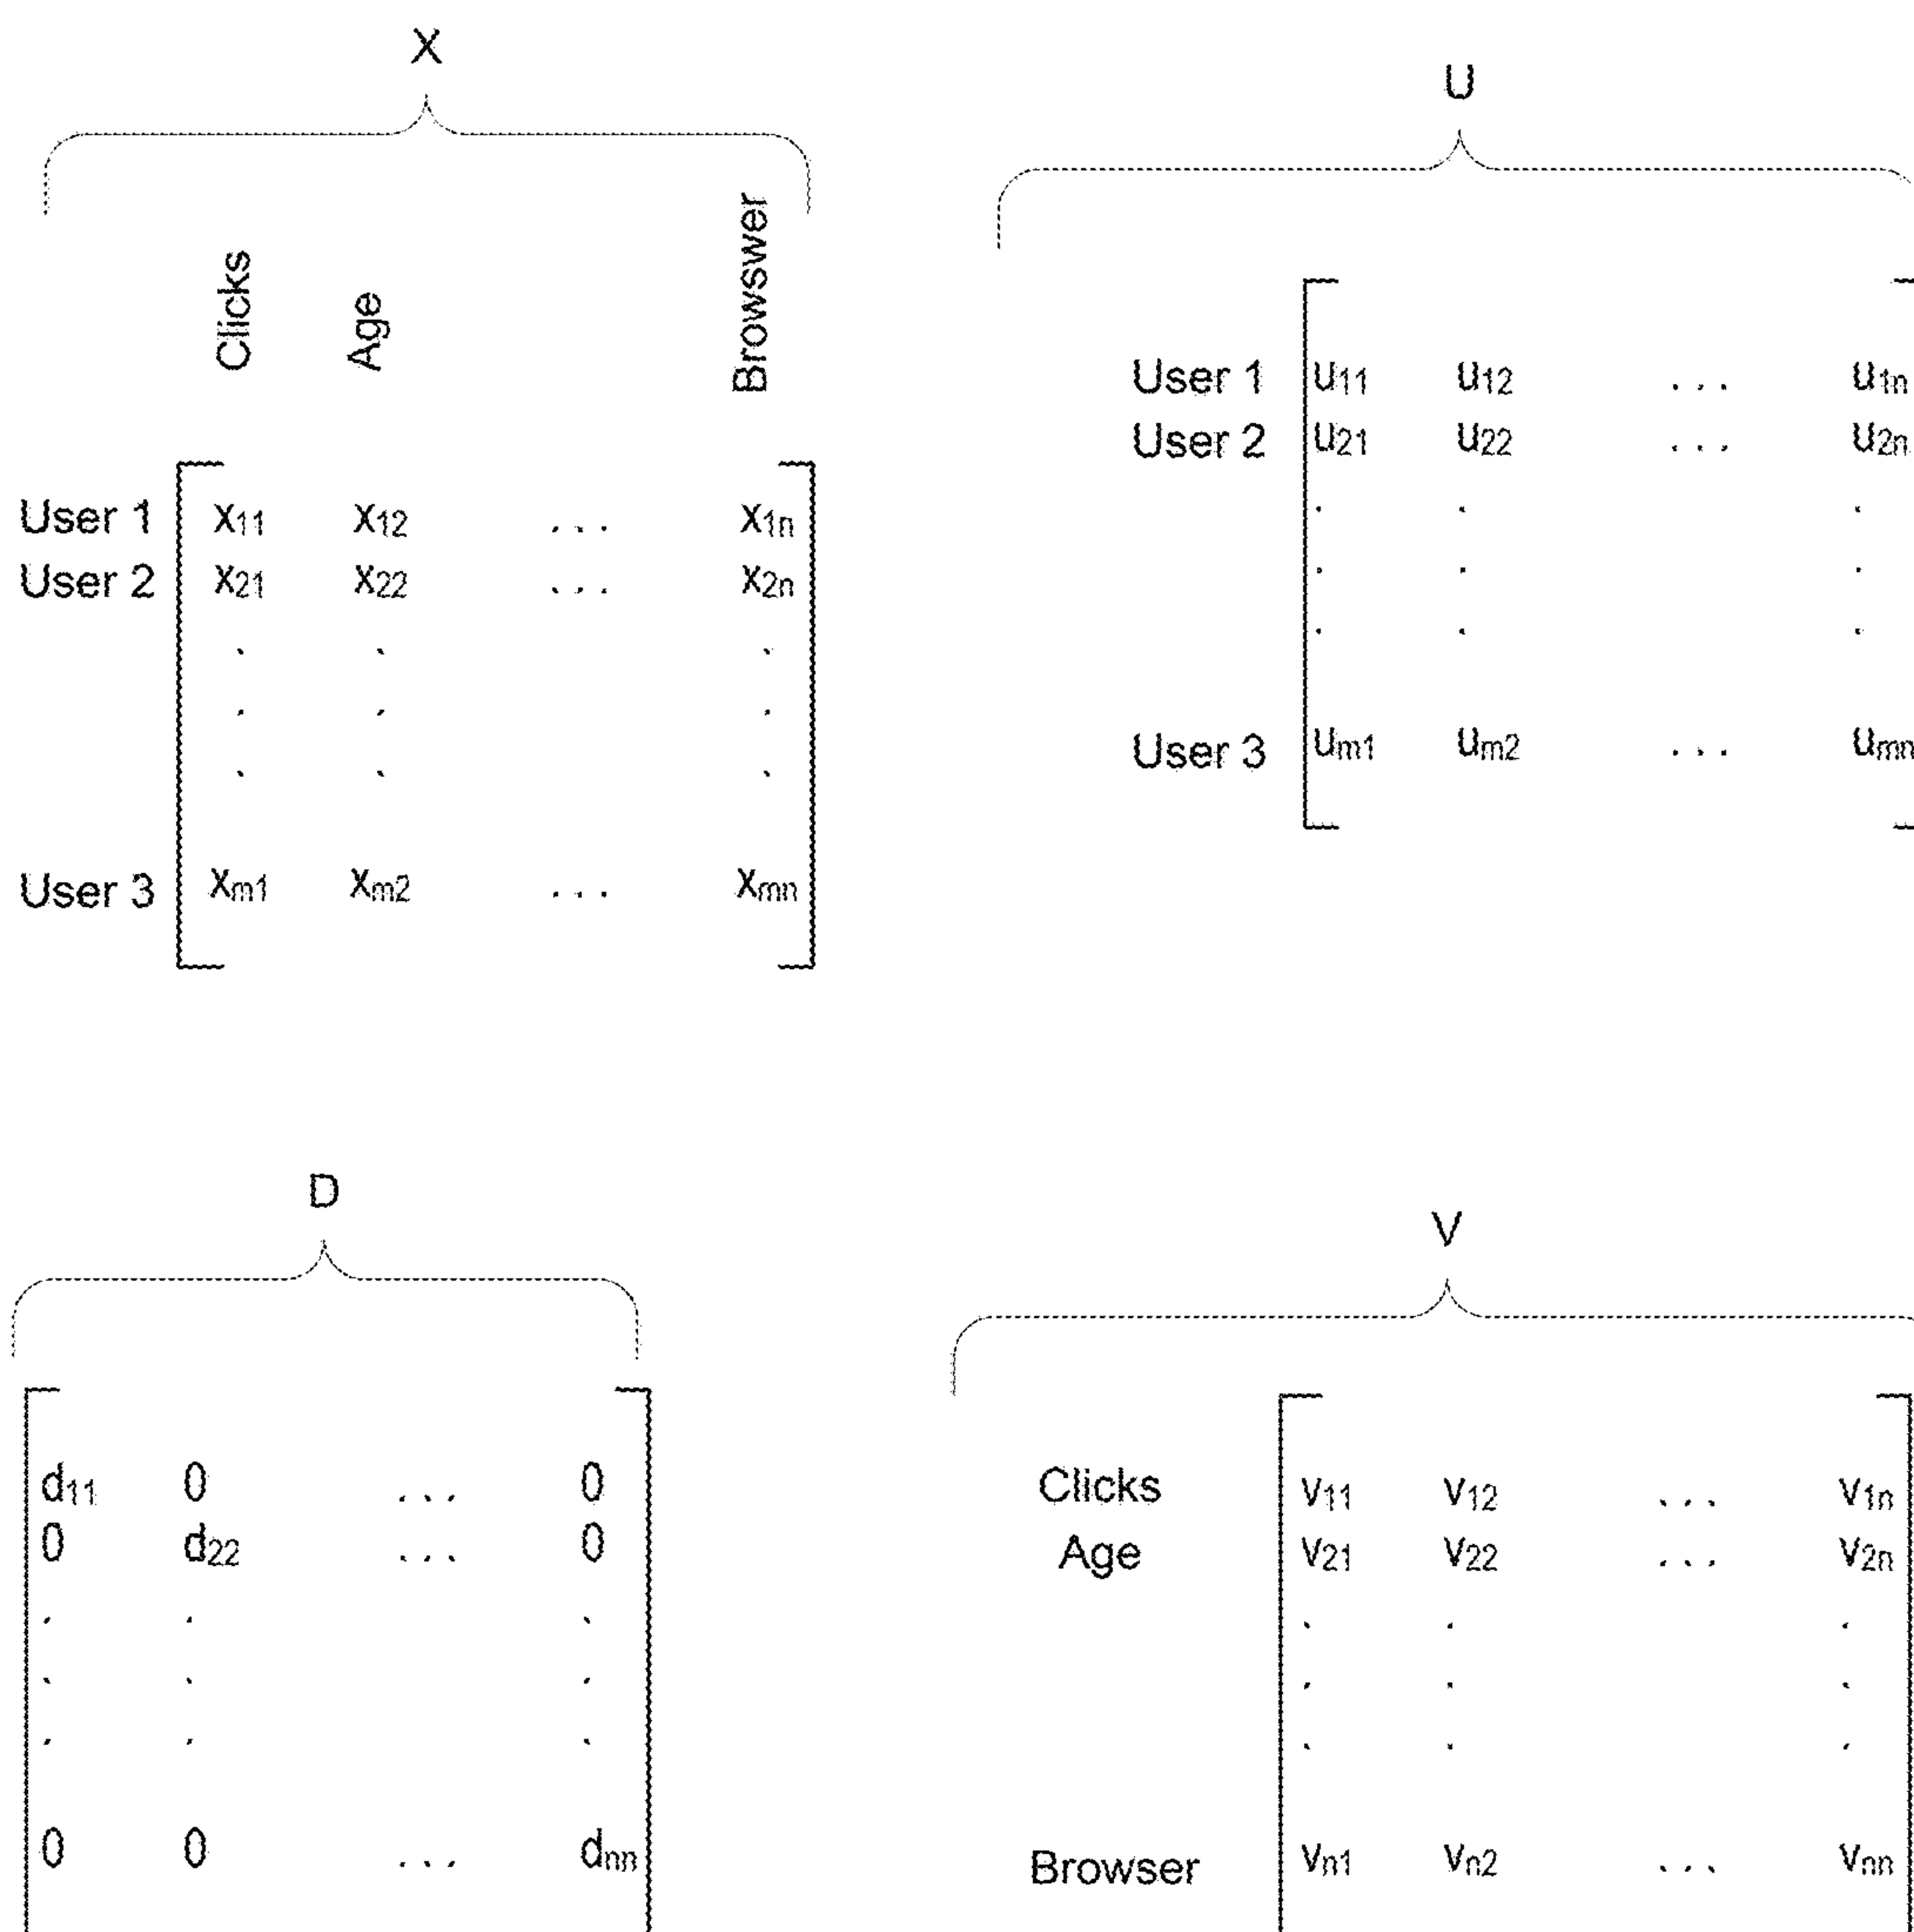 X
Clicks Age Browswer
User 1 x11 x12 ... x1n
User 2 x21 x22 ... x2n
. . .
. . .
. . .
User 3 xm1 xm2 ... xmn
U
User 1 u11 u12 ... u1n
User 2 u21 u22 ... u2n
. . .
. . .
. . .
User 3 um1 um2 ... umn
D
d11 0 ... 0
0 d22 ... 0
. . .
. . .
. . .
0 0 ... dnn
V
Clicks v11 v12 ... v1n
Age v21 v22 ... v2n
. . .
. . .
. . .
Browser vn1 vn2 ... vnn